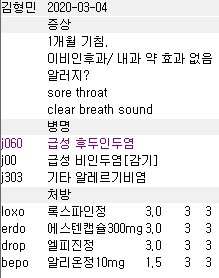 김형민 2020-03-04
증상
1개월 기침.
이비인후과/ 내과 약 효과 없음
알러지?
sore throat
clear breath sound
병명
j060 급성 후두인두염
j00 급성 비인두염[감기]
j303 기타 알레르기비염
처방
loxo 록스파인정 3,0 3 3
erdo 에스텐캡슐300mg 3,0 3 3
drop 엘피진정 3,0 3 3
bepo 알리온정10mg 1,5 3 3